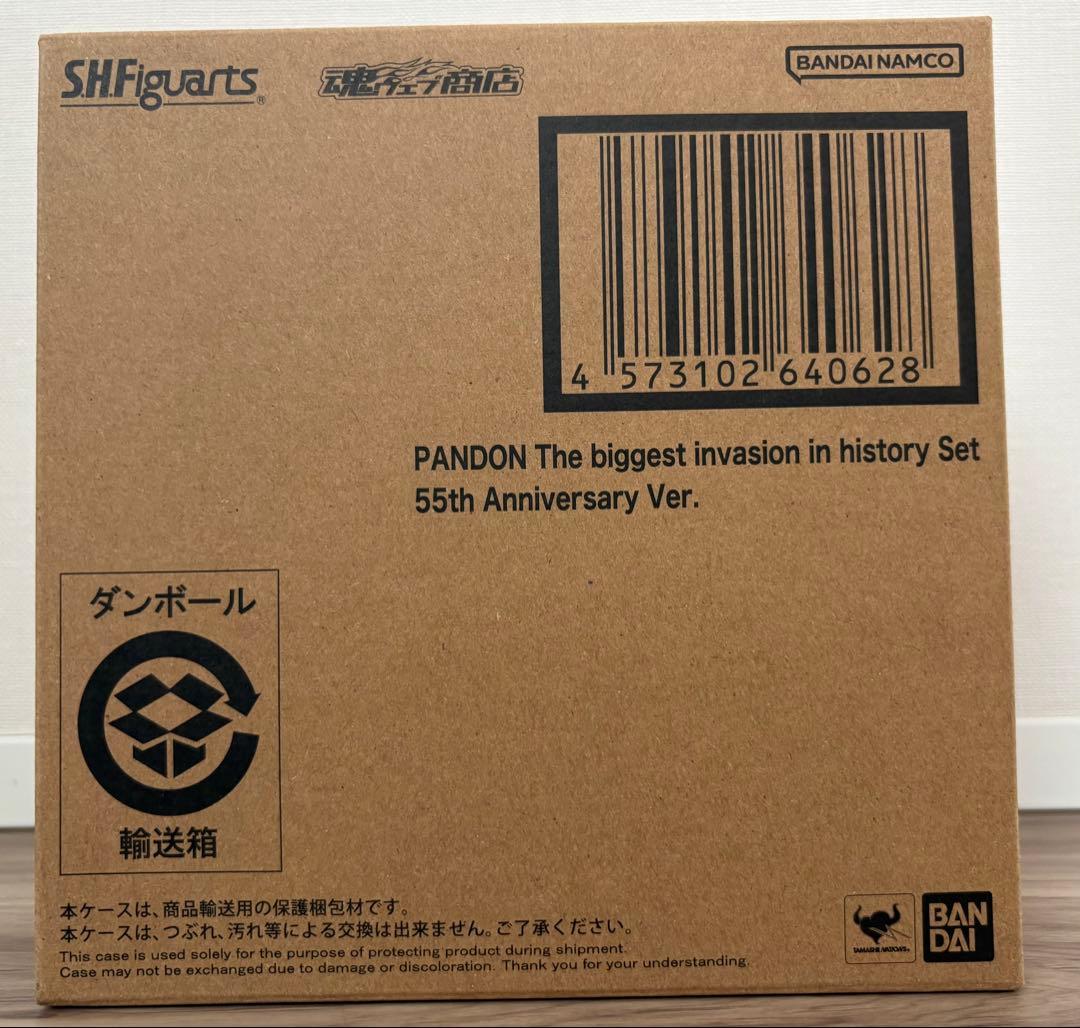 S.H.Figuarts®
魂ウェブ商店
BANDAI NAMCO
4 573102 640628
PANDON The biggest invasion in history Set
55th Anniversary Ver.
ダンボール
輸送箱
本ケースは、商品輸送用の保護梱包材です。
本ケースは、つぶれ、汚れ等による交換は出来ません。ご了承ください。
This case is used solely for the purpose of protecting product during shipment.
Case may not be exchanged due to damage or discoloration. Thank you for your understanding.
TAMASHII NATIONS
BAN
DAI